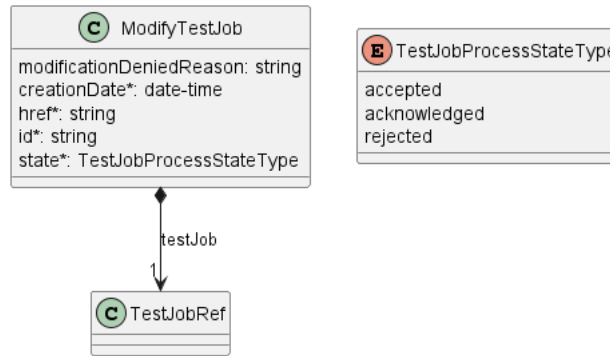 C ModifyTestJob
modificationDeniedReason: string
creationDate*: date-time
href*: string
id*: string
state*: TestJobProcessStateType
E TestJobProcessStateType
accepted
acknowledged
rejected
testJob
1
C TestJobRef